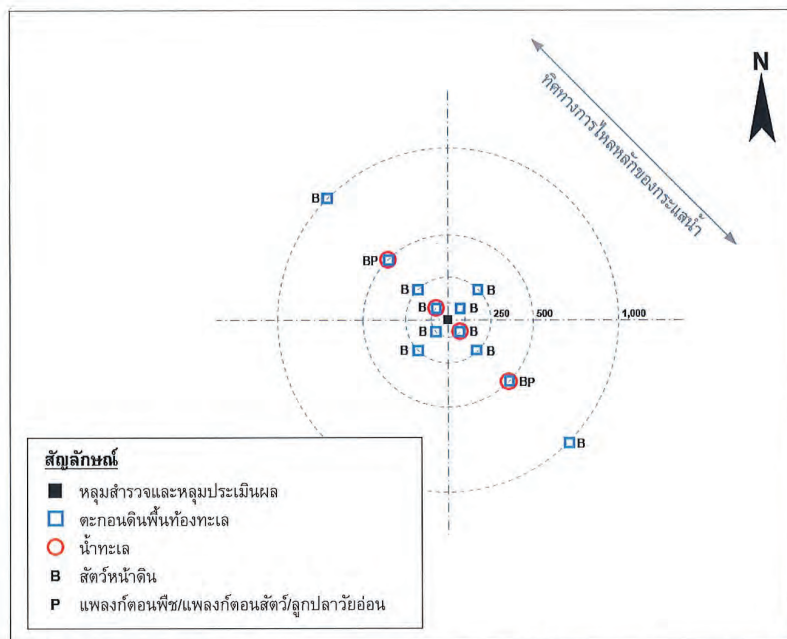 N
ทิศทางการไหลหลักของกระแสน้ำ
B
BP
B
B
B
B
250
500
1,000
B
B
B
B
BP
B
สัญลักษณ์
หลุมสำรวจและหลุมประเมินผล
ตะกอนดินพื้นท้องทะเล
น้ำทะเล
B สัตว์หน้าดิน
P แพลงก์ตอนพืช/แพลงก์ตอนสัตว์/ลูกปลาวัยอ่อน